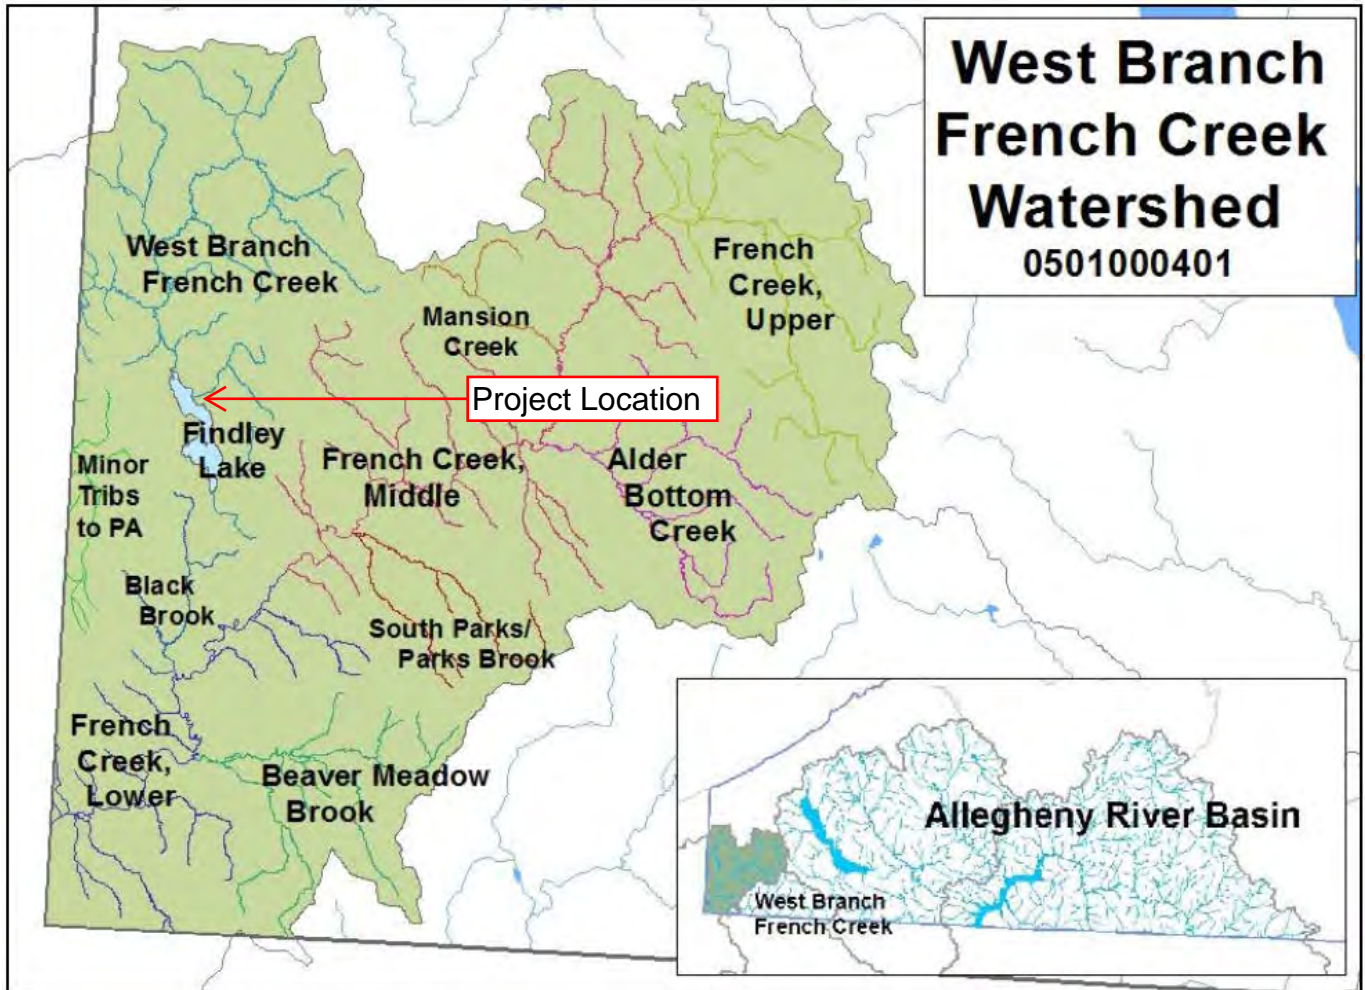 West Branch
French Creek
Watershed
0501000401
West Branch
French Creek
French
Creek,
Upper
Mansion
Creek
Project Location
Findley
Lake
Minor
Tribs
to PA
French Creek,
Middle
Alder
Bottom
Creek
Black
Brook
South Parks/
Parks Brook
French
Creek,
Lower
Beaver Meadow
Brook
Allegheny River Basin
West Branch
French Creek